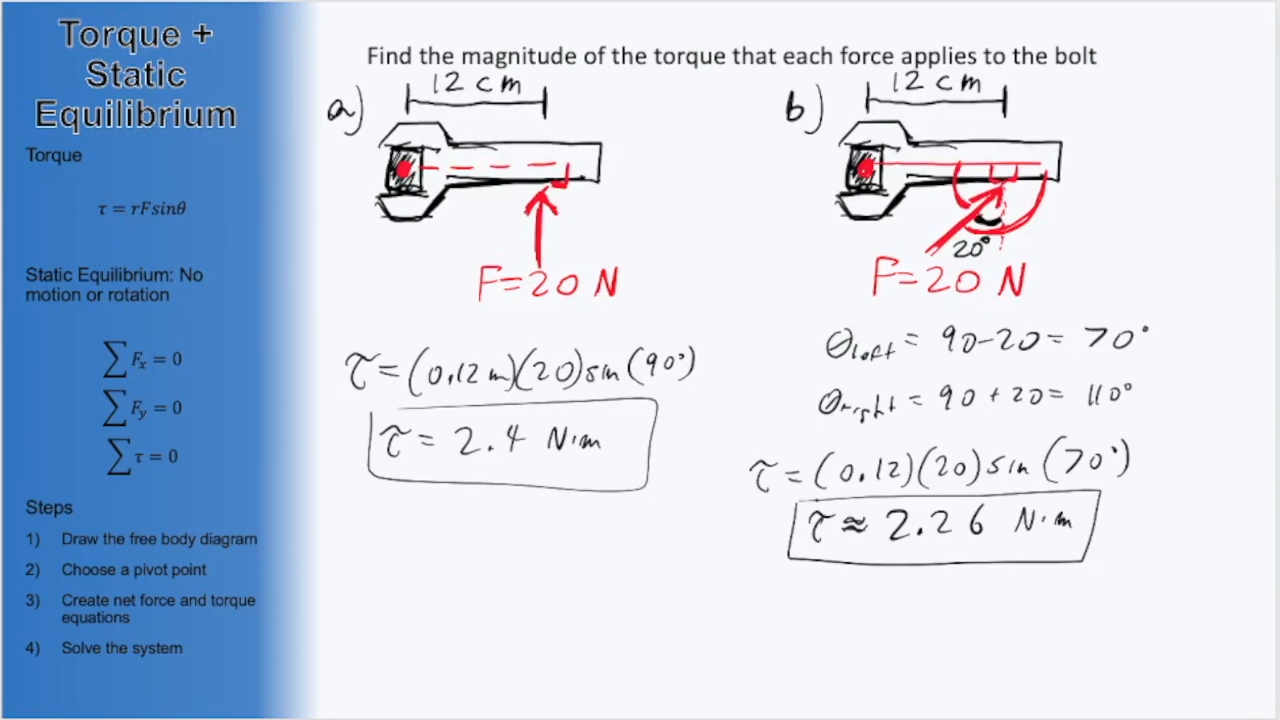 Torque +
Static
Equilibrium
Torque
τ = rFsinθ
Static Equilibrium: No
motion or rotation
∑ Fₓ = 0
∑ Fᵧ = 0
∑ τ = 0
Steps
1) Draw the free body diagram
2) Choose a pivot point
3) Create net force and torque
equations
4) Solve the system
Find the magnitude of the torque that each force applies to the bolt
a)
12 cm
F=20 N
τ = (0.12 m)(20) sin (90°)
τ = 2.4 N·m
b)
12 cm
20°
F=20 N
θleft = 90-20 = 70°
θright = 90 + 20 = 110°
τ = (0.12)(20) sin (70°)
τ ≈ 2.26 N·m